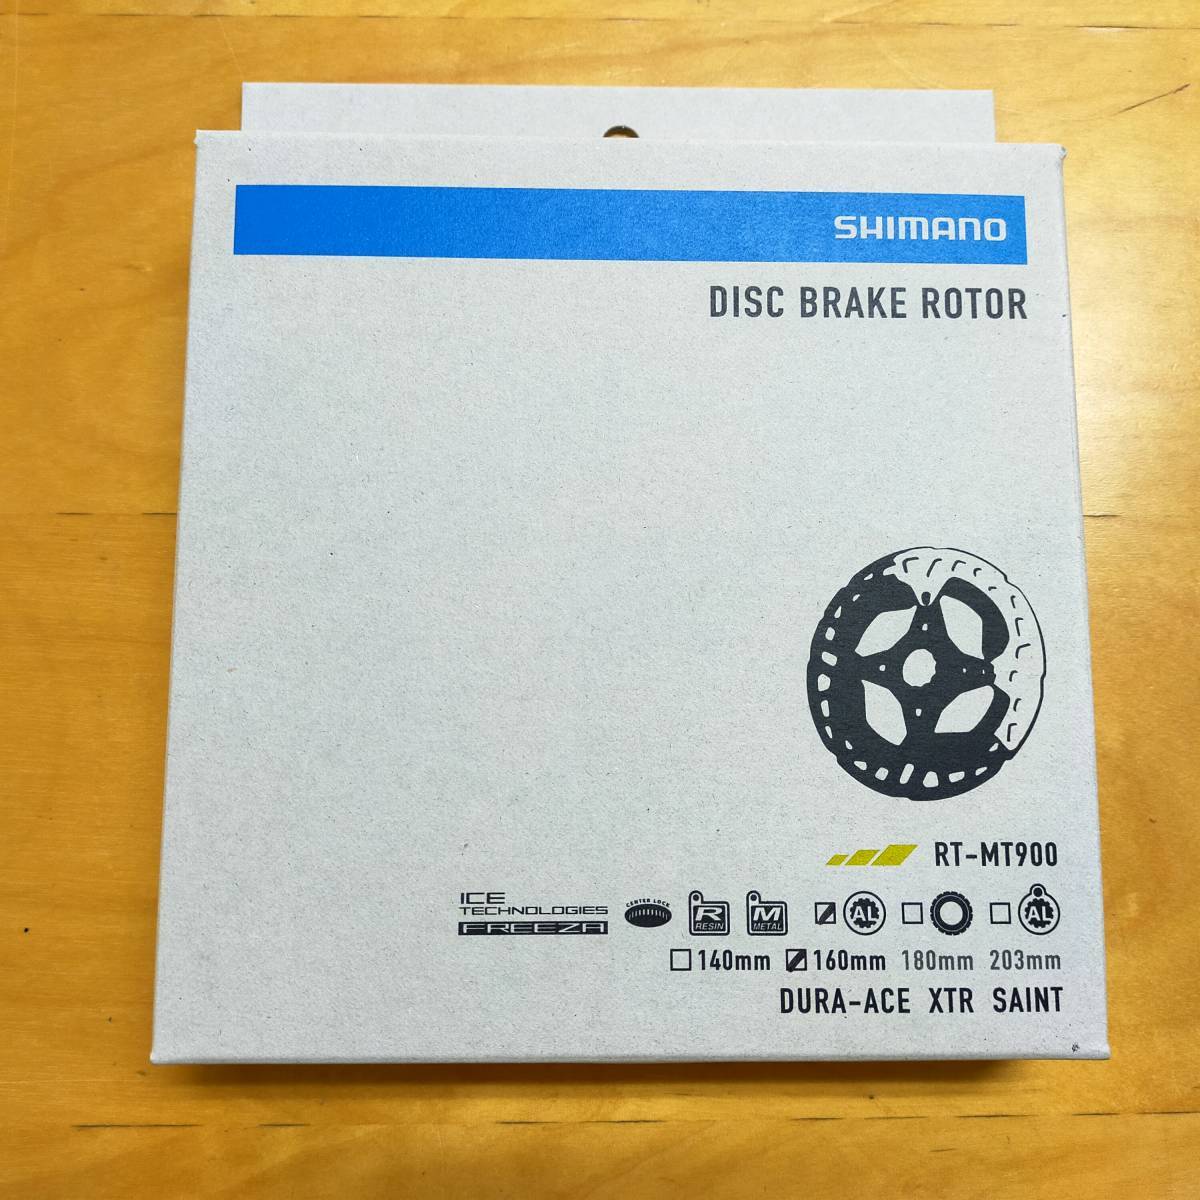 SHIMANO
DISC BRAKE ROTOR
RT-MT900
ICE
TECHNOLOGIES
FREEZA
CENTER LOCK
R
RESIN
M
METAL
AL
AL
140mm 160mm 180mm 203mm
DURA-ACE XTR SAINT